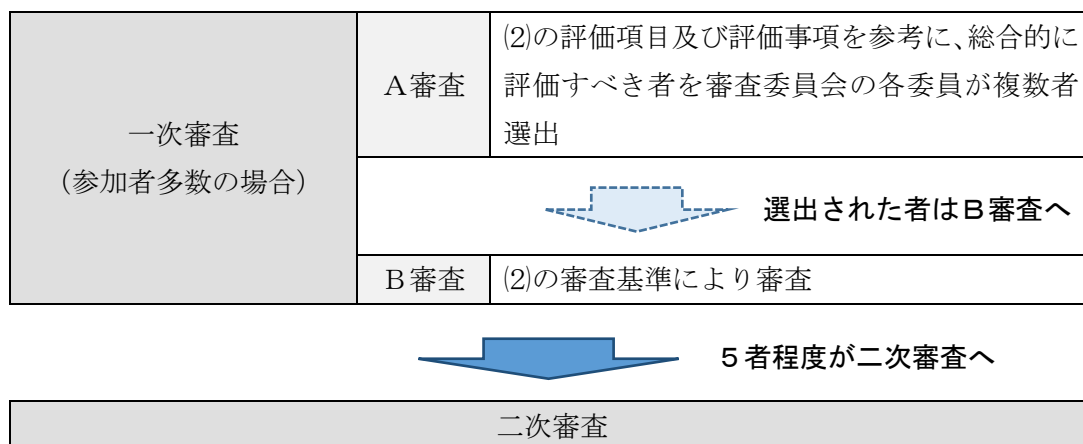 一次審査
（参加者多数の場合）
Ａ審査
⑵の評価項目及び評価事項を参考に、総合的に
評価すべき者を審査委員会の各委員が複数者
選出
選出された者はＢ審査へ
Ｂ審査
⑵の審査基準により審査
５者程度が二次審査へ
二次審査